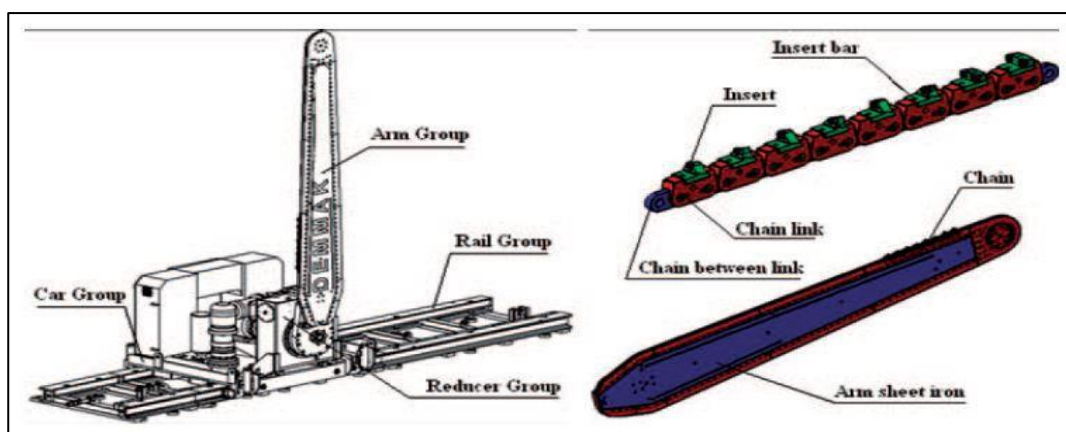 Arm Group
Rail Group
Car Group
Reducer Group
DEMMAK
Insert bar
Insert
Chain
Chain link
Chain between link
Arm sheet iron